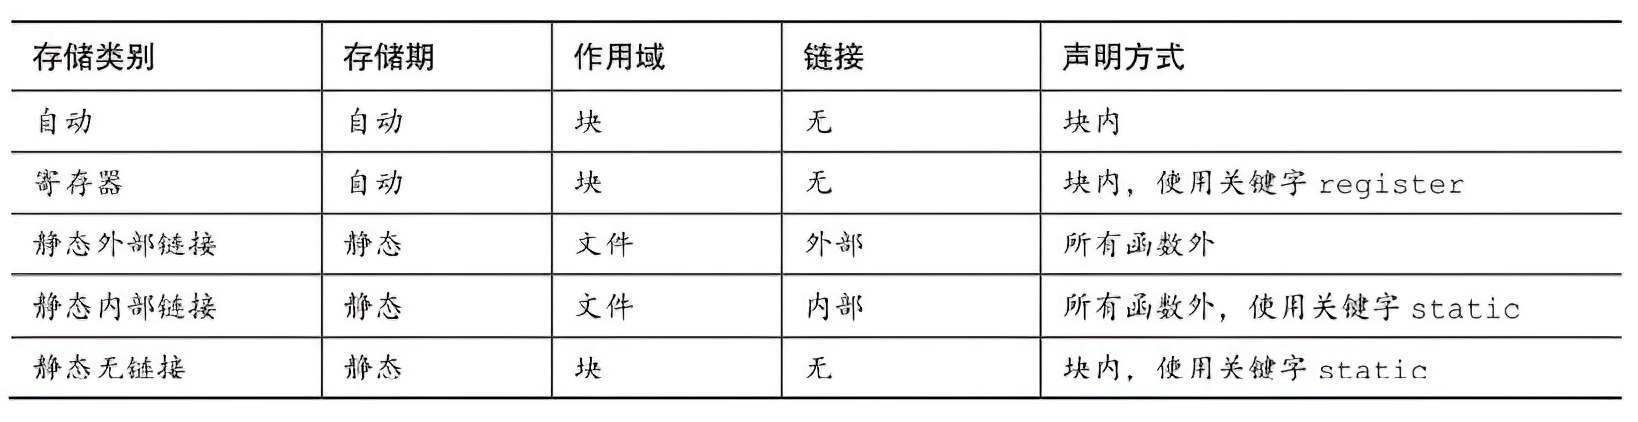 存储类别 存储期 作用域 链接 声明方式
自动 自动 块 无 块内
寄存器 自动 块 无 块内，使用关键字 register
静态外部链接 静态 文件 外部 所有函数外
静态内部链接 静态 文件 内部 所有函数外，使用关键字 static
静态无链接 静态 块 无 块内，使用关键字 static